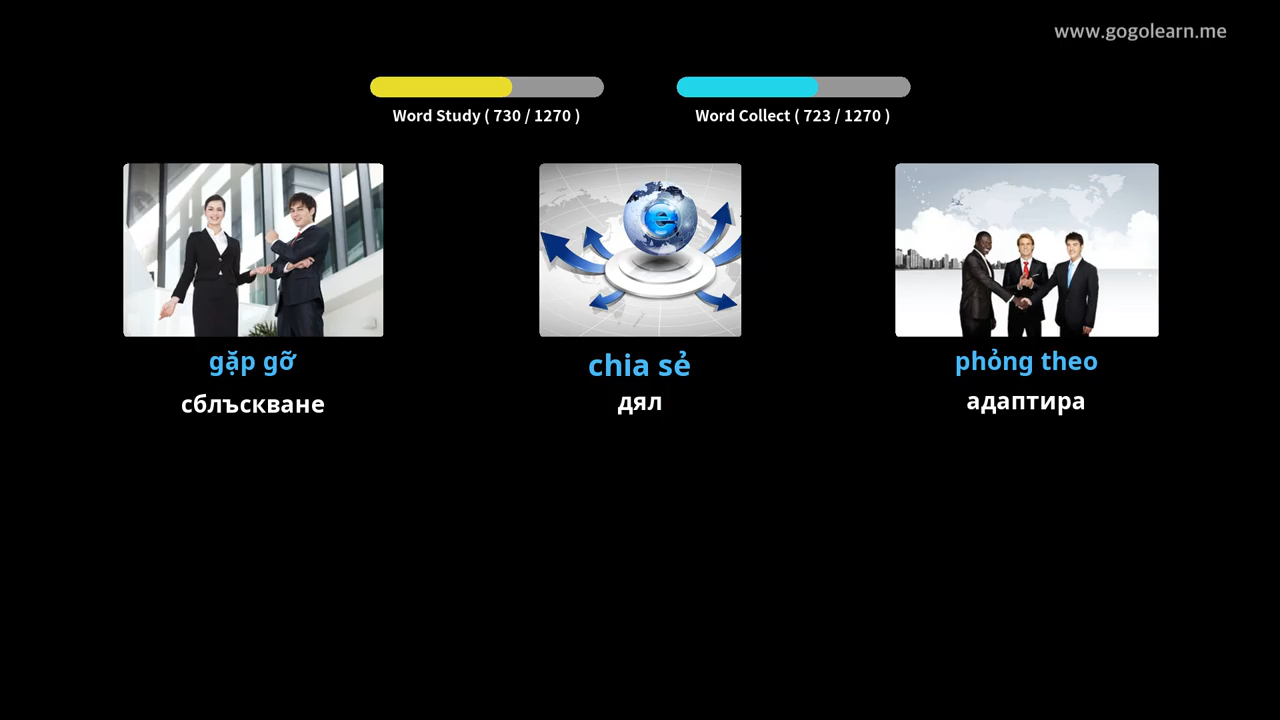 www.gogolearn.me
Word Study ( 730 / 1270 )
Word Collect ( 723 / 1270 )
e
gặp gỡ
chia sẻ
phỏng theo
сблъскване
дял
адаптира